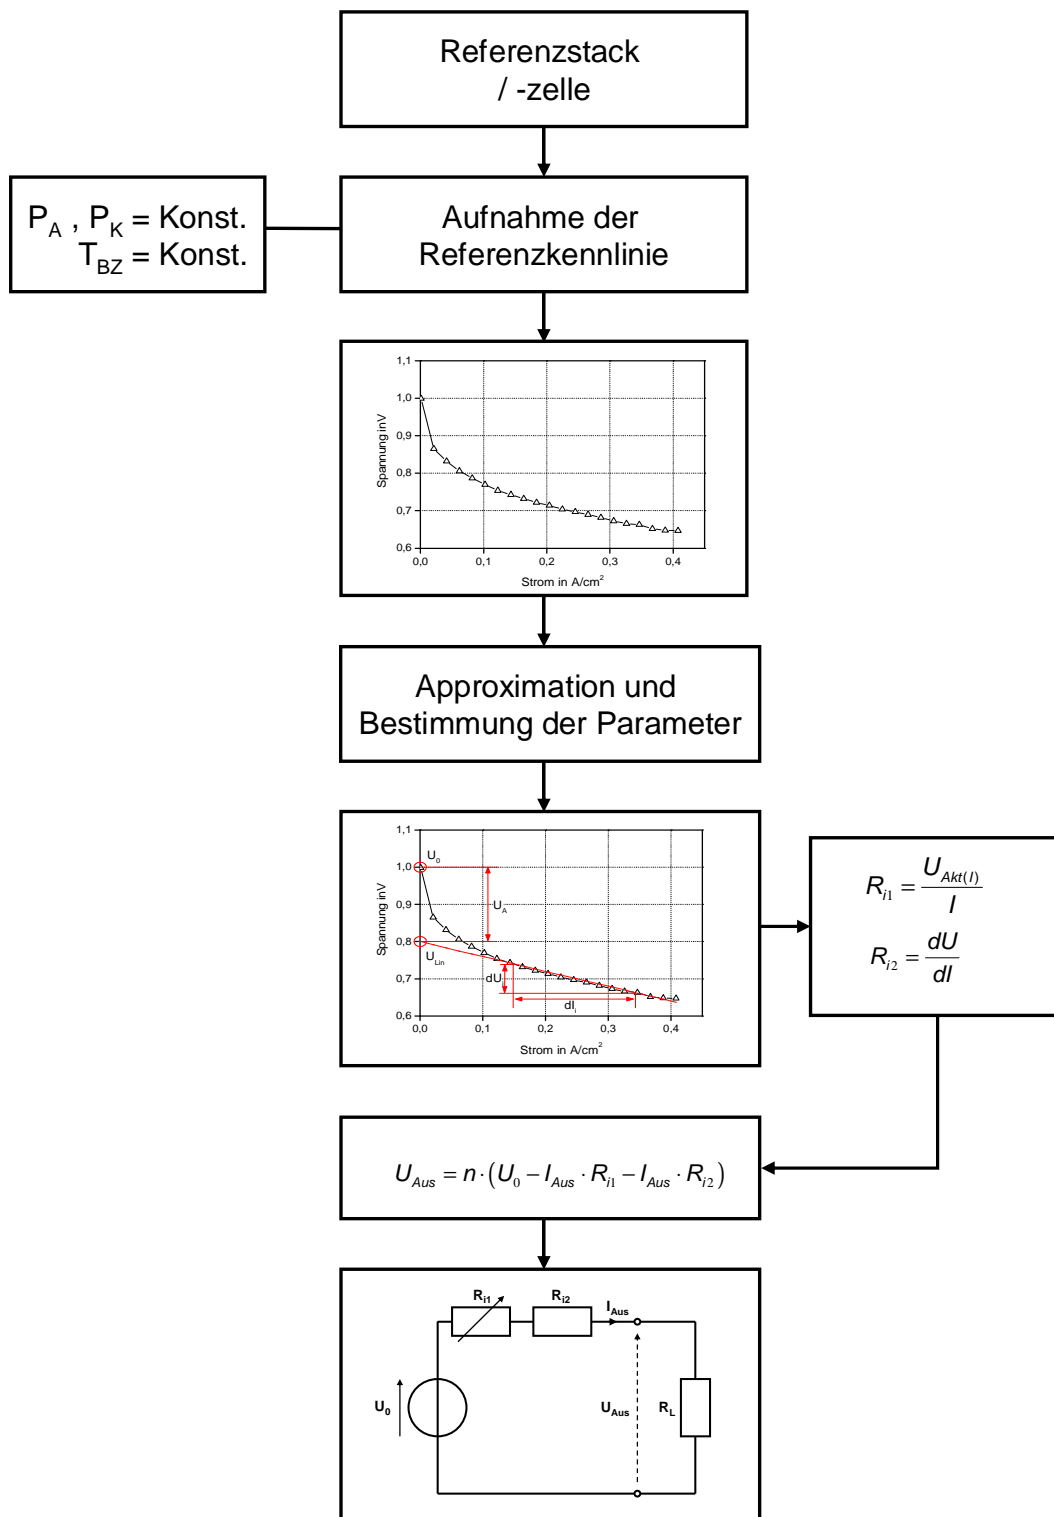 Referenzstack
/ -zelle
P_A , P_K = Konst.
T_BZ = Konst.
Aufnahme der
Referenzkennlinie
1,1
1,0
0,9
0,8
0,7
0,6
Spannung in V
0,0 0,1 0,2 0,3 0,4
Strom in A/cm²
Approximation und
Bestimmung der Parameter
1,1
1,0
0,9
0,8
0,7
0,6
Spannung in V
U_0
U_A
U_Lin
dU_i
dI_i
0,0 0,1 0,2 0,3 0,4
Strom in A/cm²
R_i1 = U_Akt(I) / I
R_i2 = dU / dI
U_Aus = n · (U_0 − I_Aus · R_i1 − I_Aus · R_i2)
R_i1 R_i2 I_Aus
U_0 U_Aus R_L